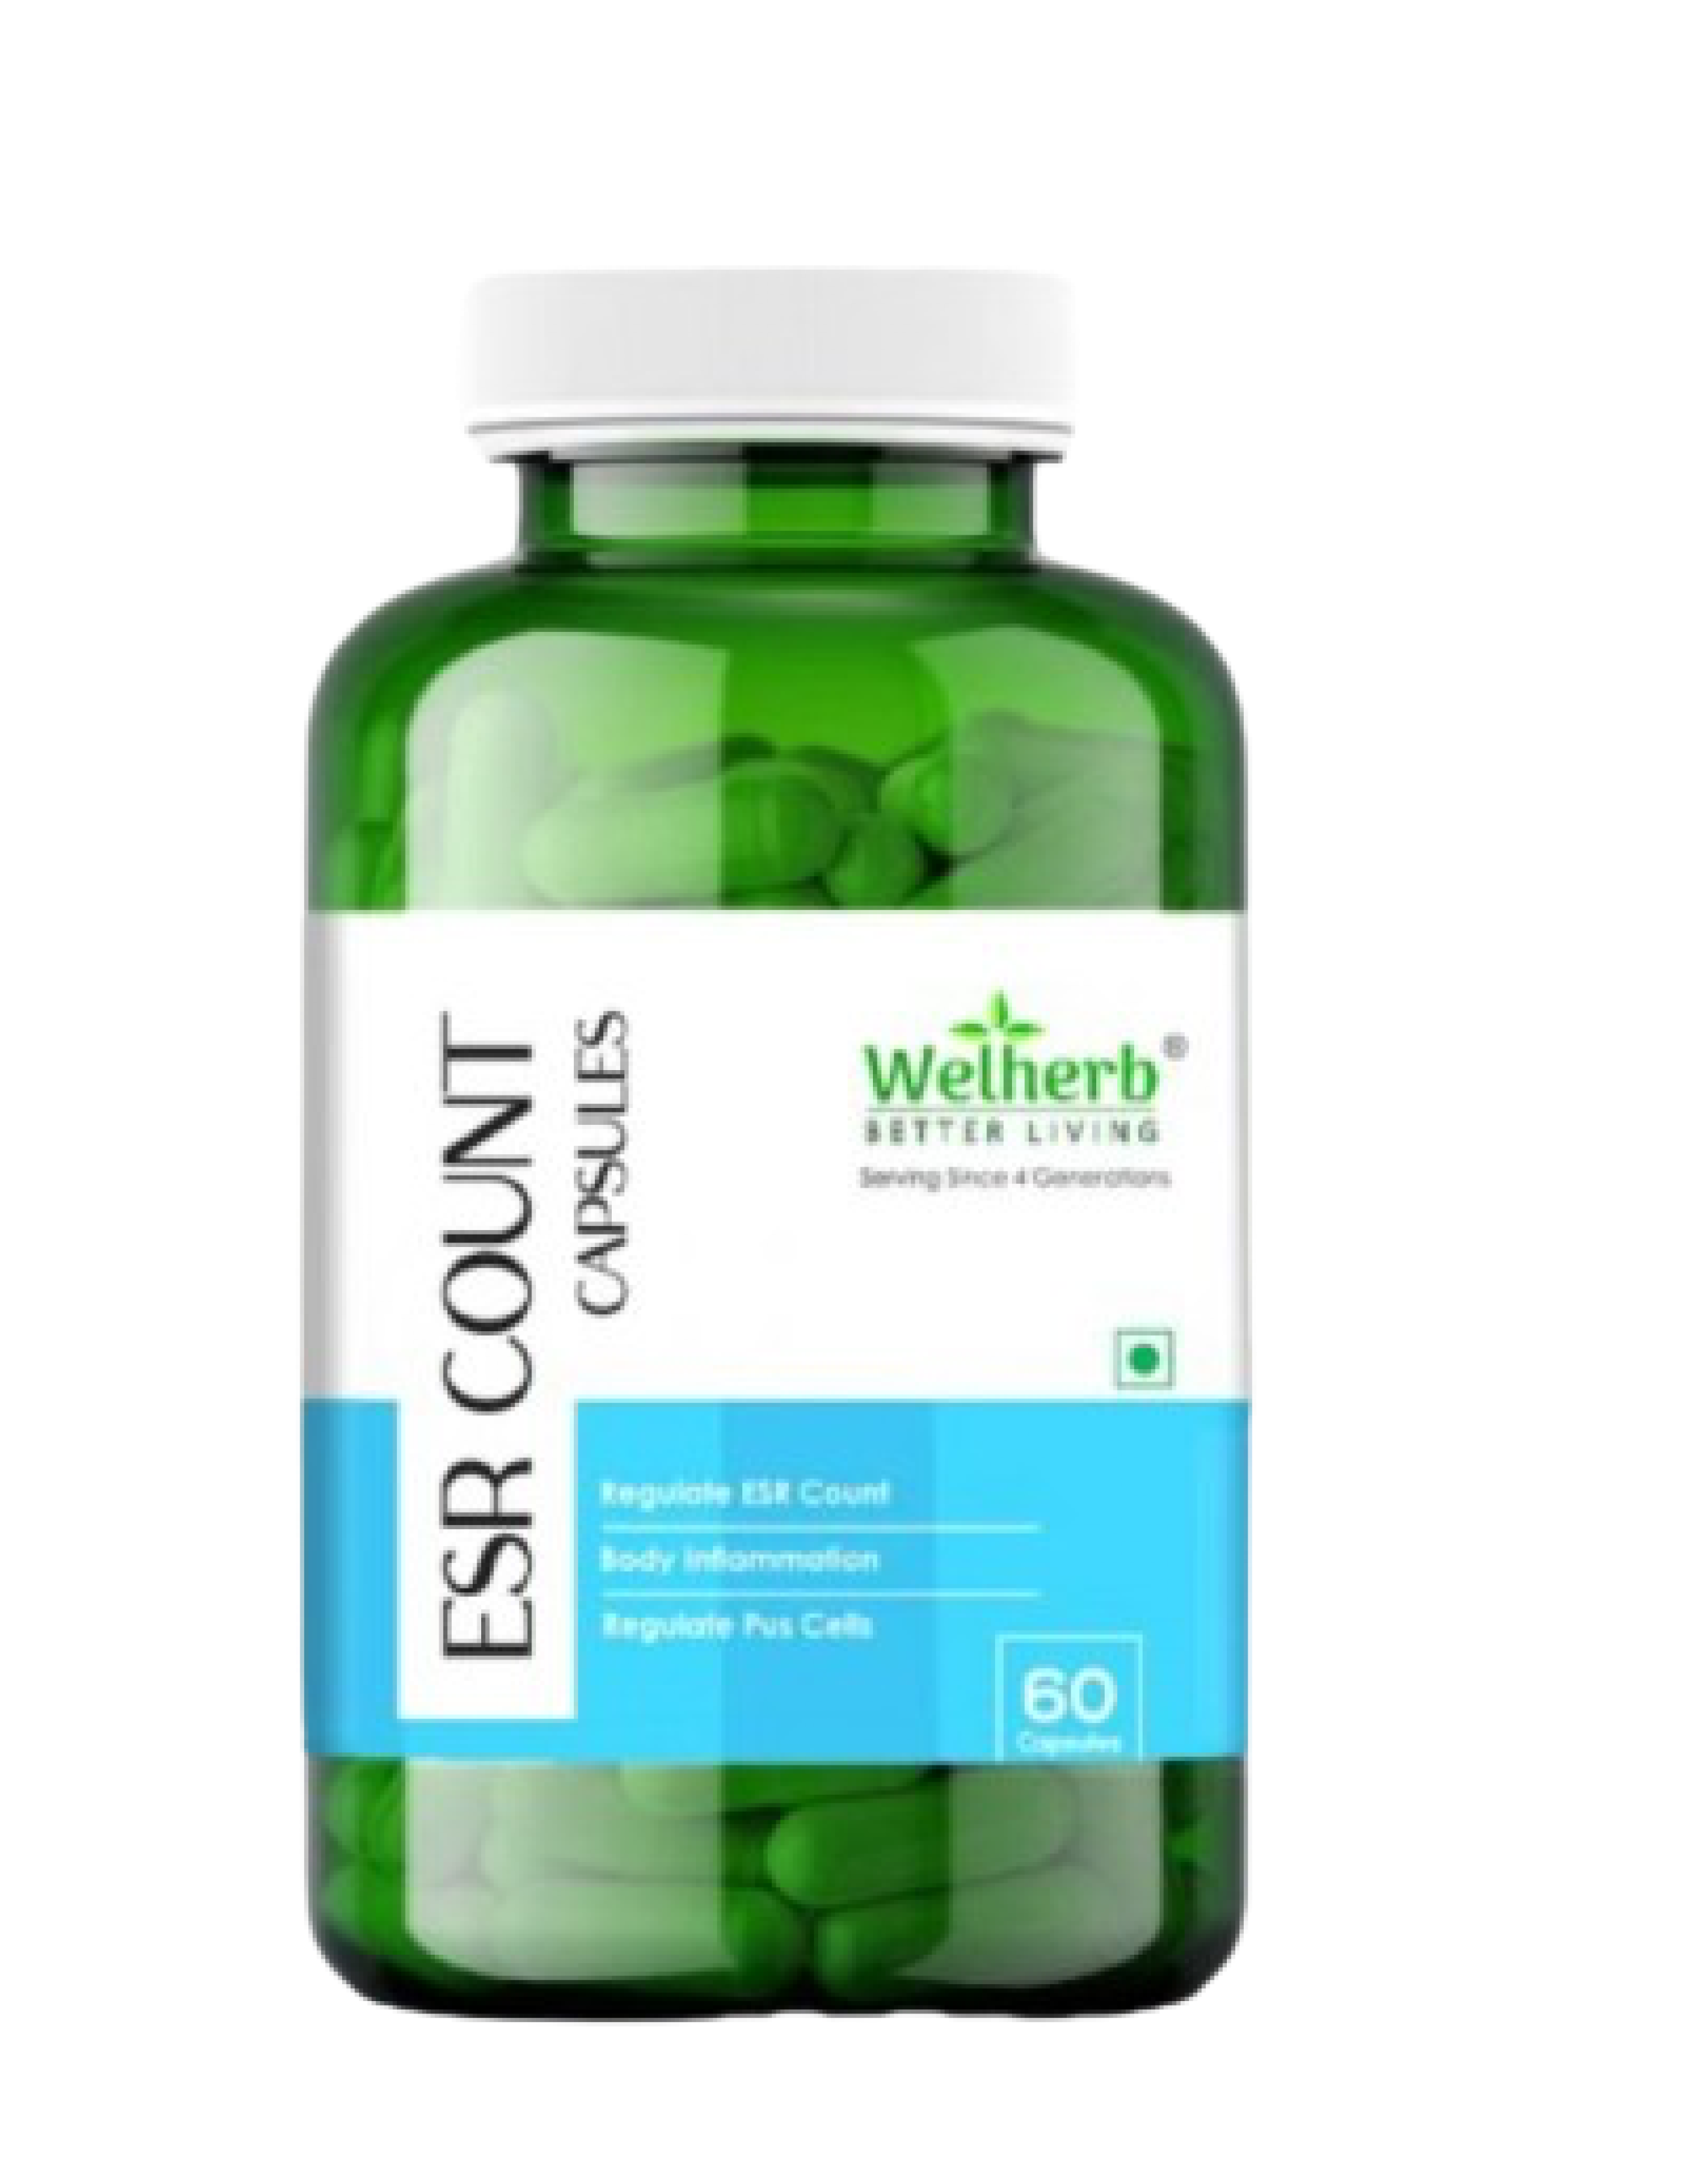 ESR COUNT
CAPSULES
Welherb®
BETTER LIVING
Serving Since 4 Generations
Regulate ESR Count
Body Inflammation
Regulate Pus Cells
60
Capsules